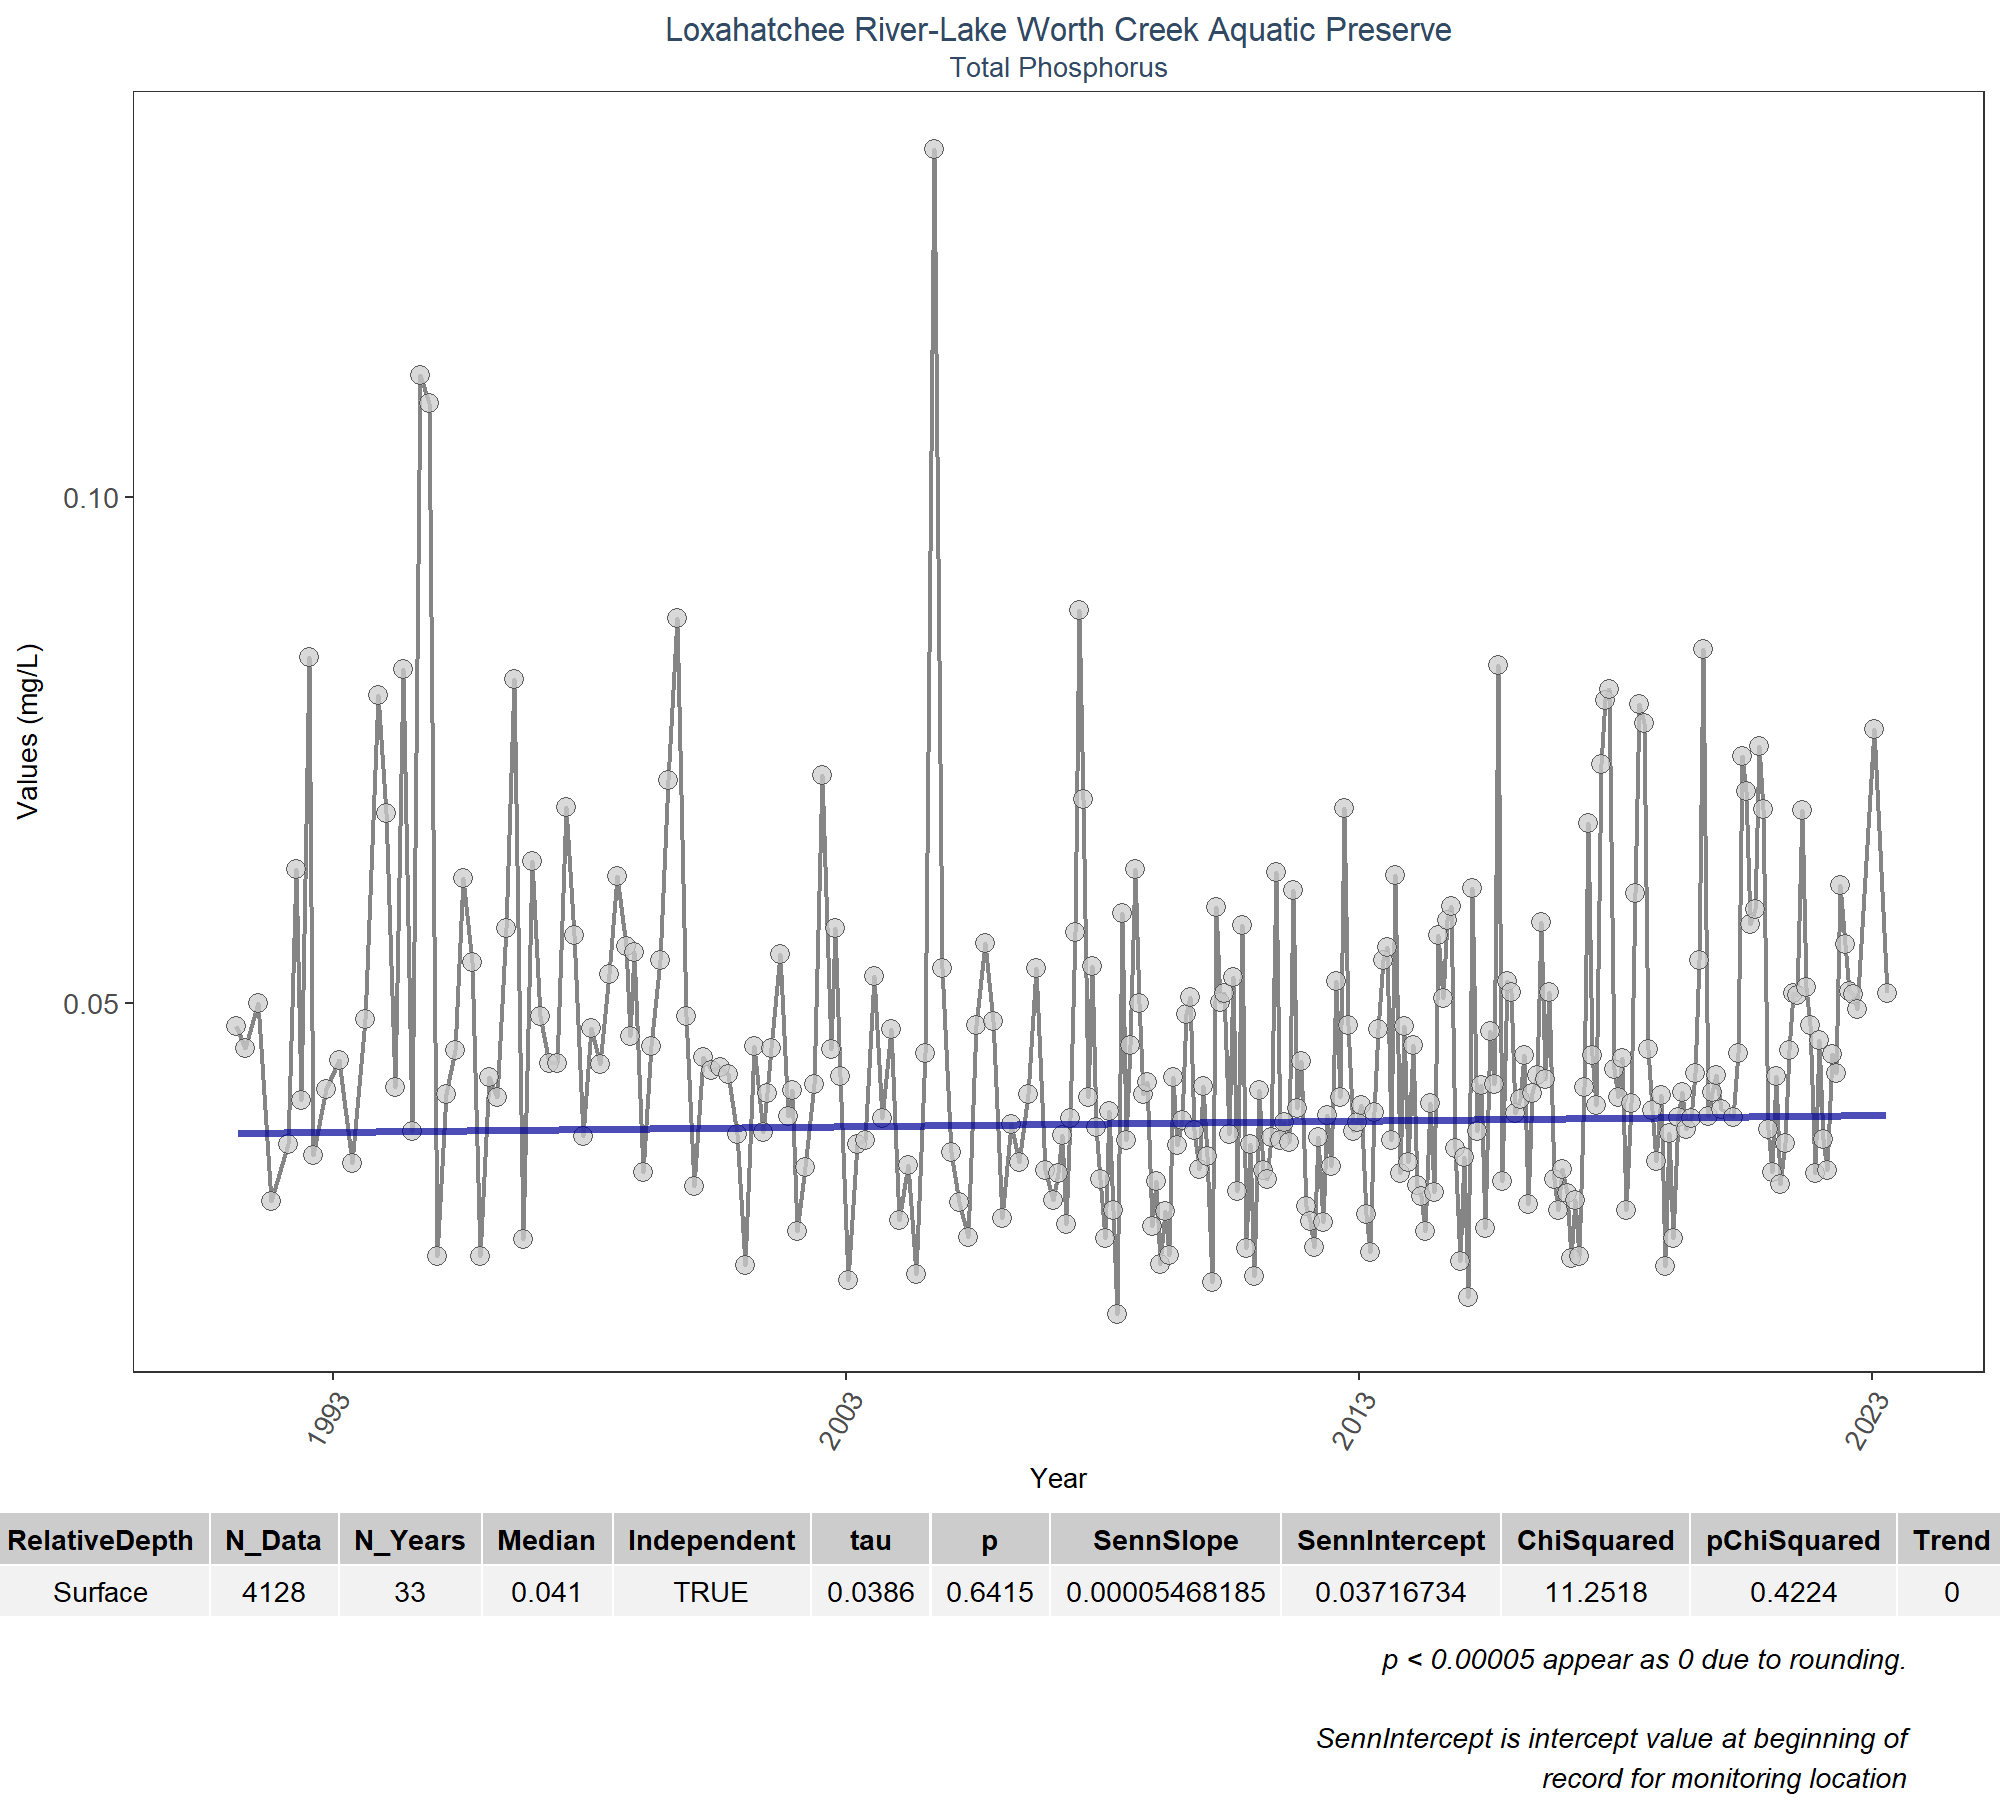 Loxahatchee River-Lake Worth Creek Aquatic Preserve
Total Phosphorus
Values (mg/L)
0.10
0.05
1993 2003 2013 2023
Year
RelativeDepth N_Data N_Years Median Independent tau p SennSlope SennIntercept ChiSquared pChiSquared Trend
Surface 4128 33 0.041 TRUE 0.0386 0.6415 0.00005468185 0.03716734 11.2518 0.4224 0
p < 0.00005 appear as 0 due to rounding.
SennIntercept is intercept value at beginning of
record for monitoring location